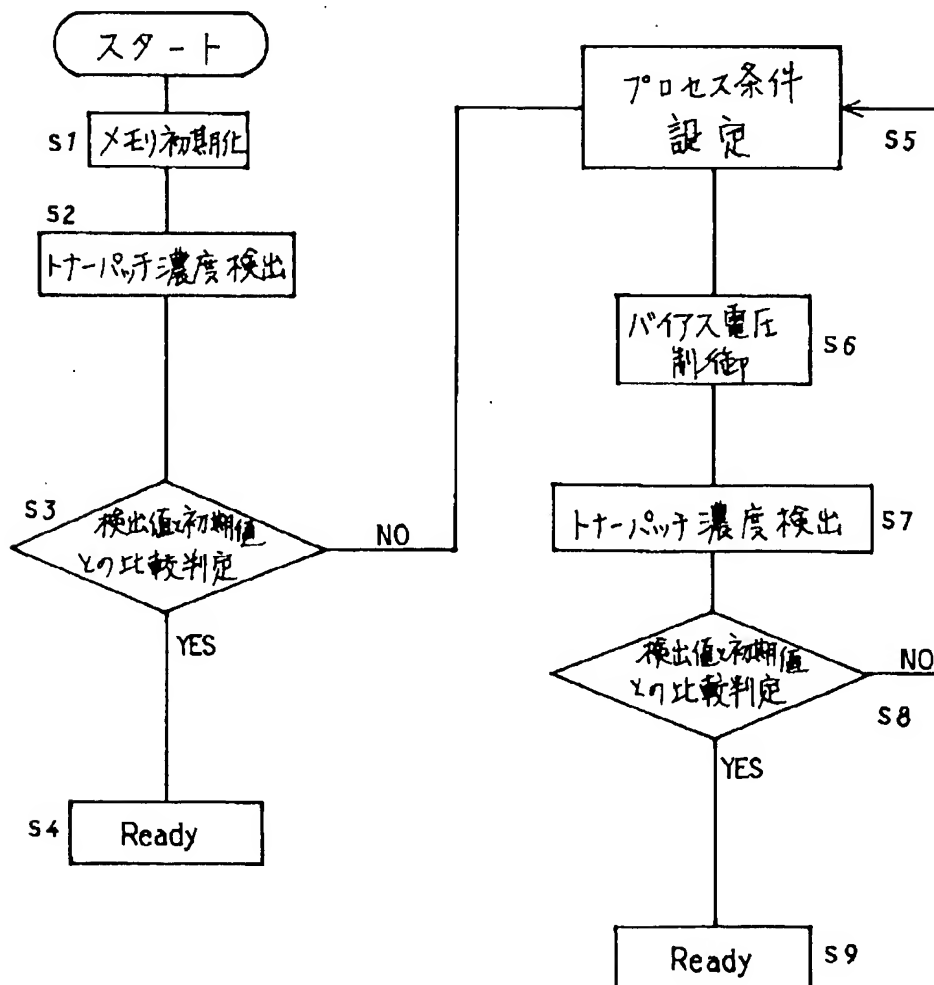 スタート
S1
メモリ初期化
S2
トナーパッチ濃度検出
S3
検出値と初期値
との比較判定
NO
YES
S4
Ready
プロセス条件
設定
S5
バイアス電圧
制御
S6
トナーパッチ濃度検出
S7
検出値と初期値
との比較判定
NO
S8
YES
Ready
S9